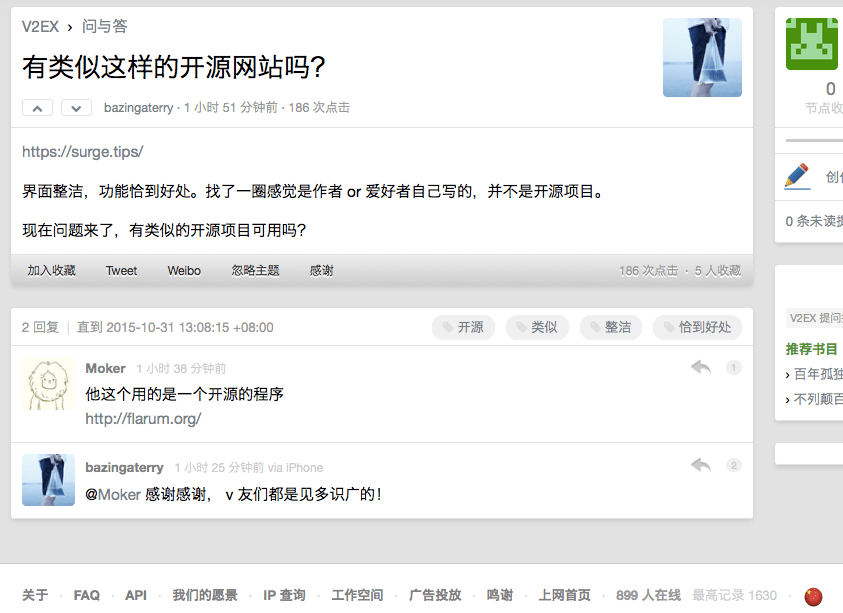 V2EX › 问与答
有类似这样的开源网站吗?
bazingaterry · 1 小时 51 分钟前 · 186 次点击
https://surge.tips/
界面整洁，功能恰到好处。找了一圈感觉是作者 or 爱好者自己写的，并不是开源项目。
现在问题来了，有类似的开源项目可用吗?
加入收藏 Tweet Weibo 忽略主题 感谢 186 次点击 · 5 人收藏
2 回复 | 直到 2015-10-31 13:08:15 +08:00 开源 类似 整洁 恰到好处
Moker 1 小时 38 分钟前 1
他这个用的是一个开源的程序
http://flarum.org/
bazingaterry 1 小时 25 分钟前 via iPhone 2
@Moker 感谢感谢， v 友们都是见多识广的!
0
节点收
创作
0 条未读提
V2EX 提问
推荐书目
› 百年孤独
› 不列颠百
关于 · FAQ · API · 我们的愿景 · IP 查询 · 工作空间 · 广告投放 · 鸣谢 · 上网首页 · 899 人在线 最高记录 1630 ·